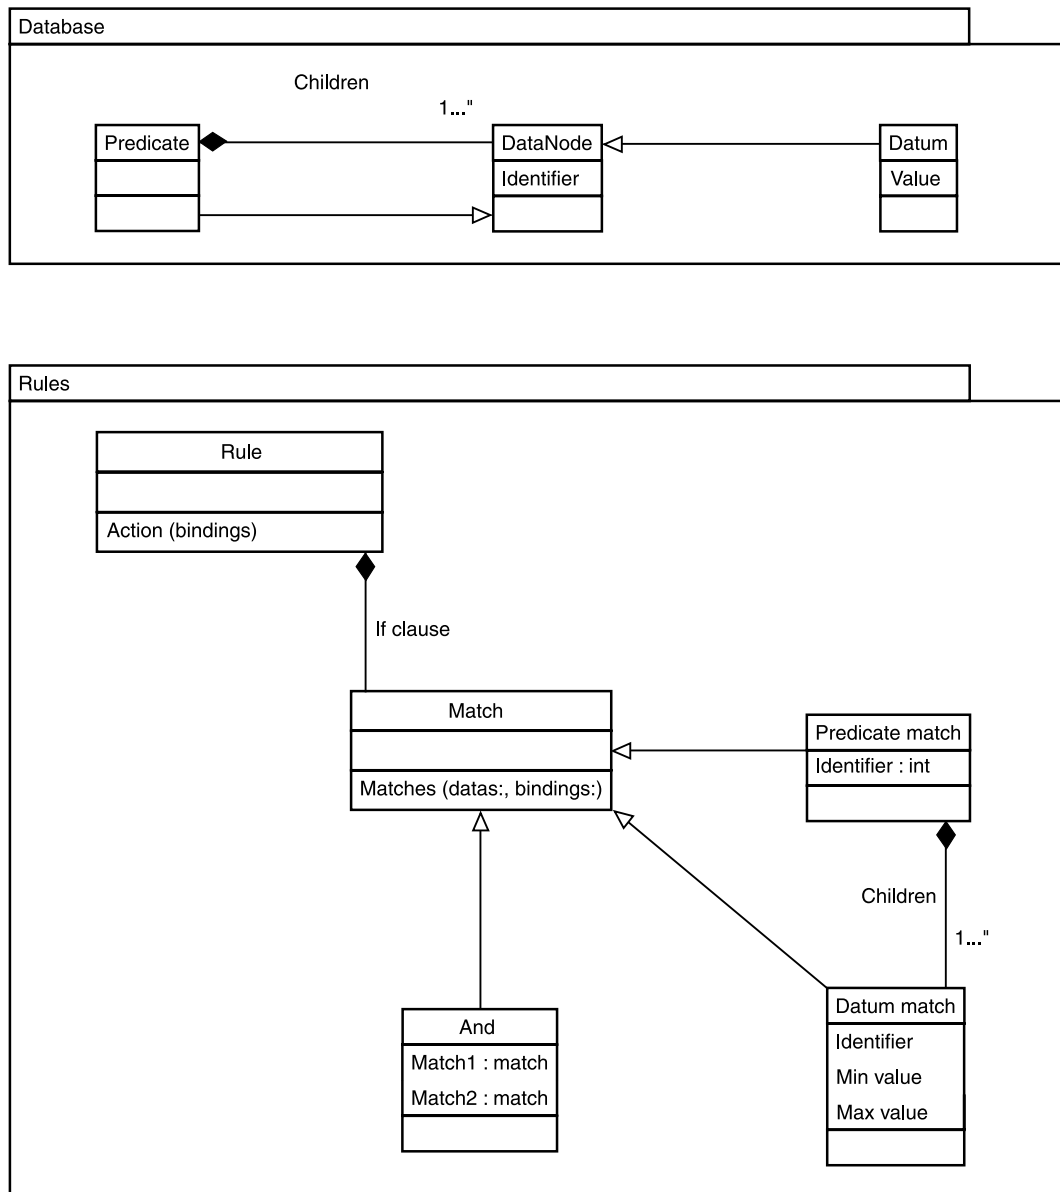 Database
Children
1..."
Predicate
DataNode
Datum
Identifier
Value
Rules
Rule
Action (bindings)
If clause
Match
Matches (datas:, bindings:)
Predicate match
Identifier : int
Children
1..."
And
Match1 : match
Match2 : match
Datum match
Identifier
Min value
Max value